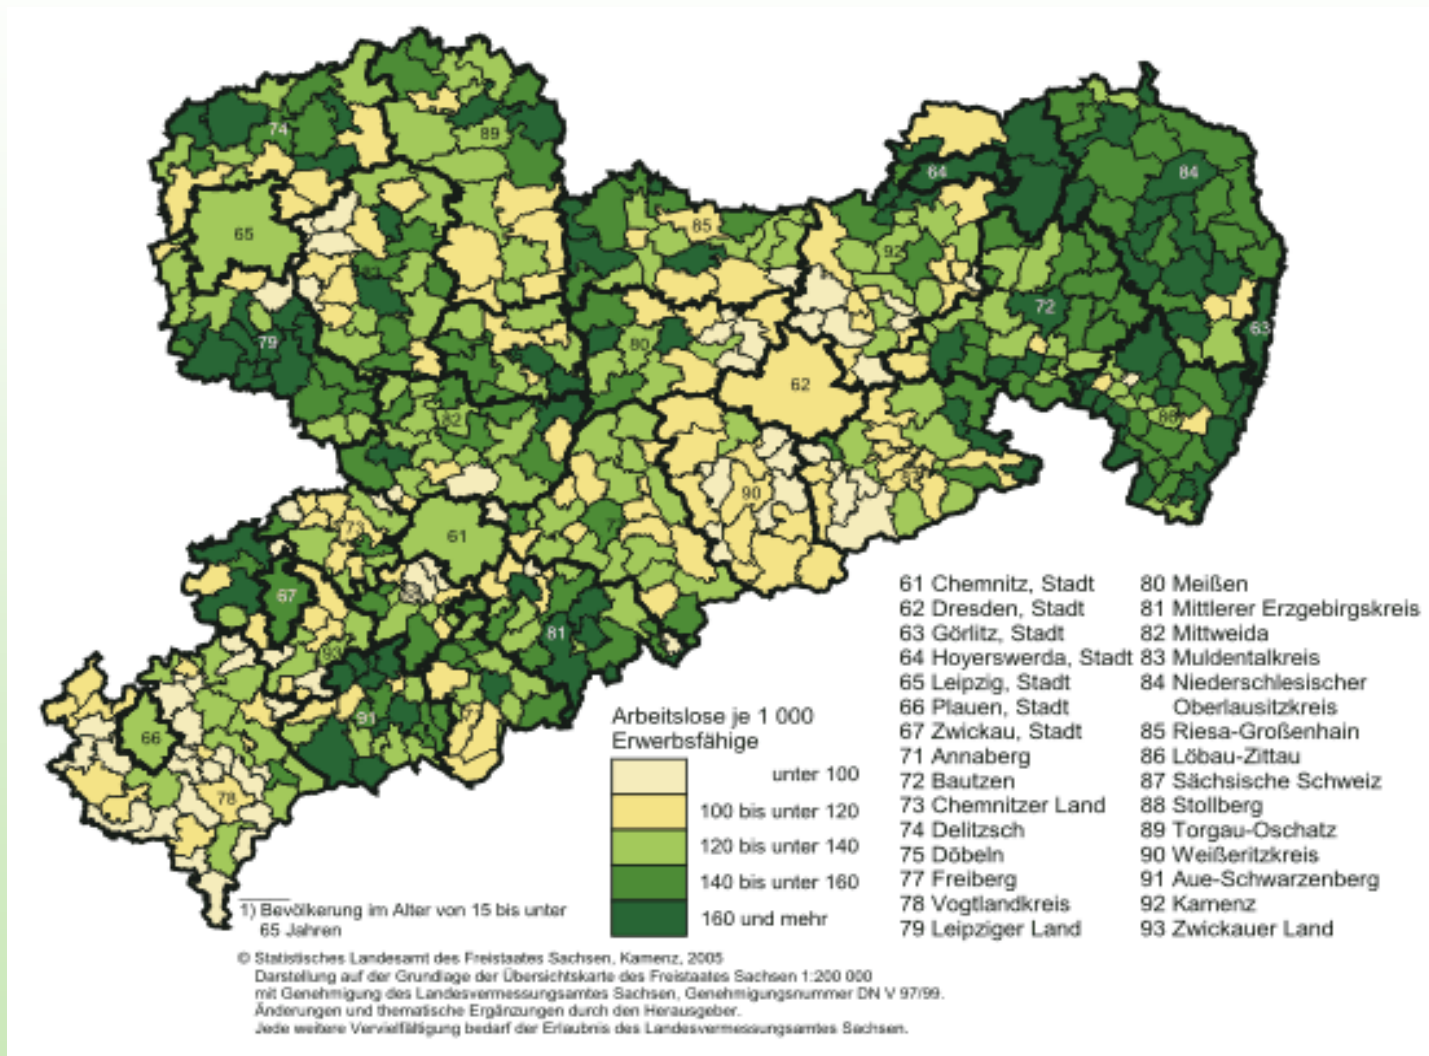 74
89
65
85
64
84
92
83
79
72
63
80
62
82
86
87
90
73
61
77
67
88
81
93
91
71
66
78
61 Chemnitz, Stadt
62 Dresden, Stadt
63 Görlitz, Stadt
64 Hoyerswerda, Stadt
65 Leipzig, Stadt
66 Plauen, Stadt
67 Zwickau, Stadt
71 Annaberg
72 Bautzen
73 Chemnitzer Land
74 Delitzsch
75 Döbeln
77 Freiberg
78 Vogtlandkreis
79 Leipziger Land
80 Meißen
81 Mittlerer Erzgebirgskreis
82 Mittweida
83 Muldentalkreis
84 Niederschlesischer
Oberlausitzkreis
85 Riesa-Großenhain
86 Löbau-Zittau
87 Sächsische Schweiz
88 Stollberg
89 Torgau-Oschatz
90 Weißeritzkreis
91 Aue-Schwarzenberg
92 Kamenz
93 Zwickauer Land
Arbeitslose je 1 000
Erwerbsfähige
unter 100
100 bis unter 120
120 bis unter 140
140 bis unter 160
160 und mehr
1) Bevölkerung im Alter von 15 bis unter
65 Jahren
© Statistisches Landesamt des Freistaates Sachsen, Kamenz, 2005
Darstellung auf der Grundlage der Übersichtskarte des Freistaates Sachsen 1:200 000
mit Genehmigung des Landesvermessungsamtes Sachsen, Genehmigungsnummer DN V 97/99.
Änderungen und thematische Ergänzungen durch den Herausgeber.
Jede weitere Vervielfältigung bedarf der Erlaubnis des Landesvermessungsamtes Sachsen.